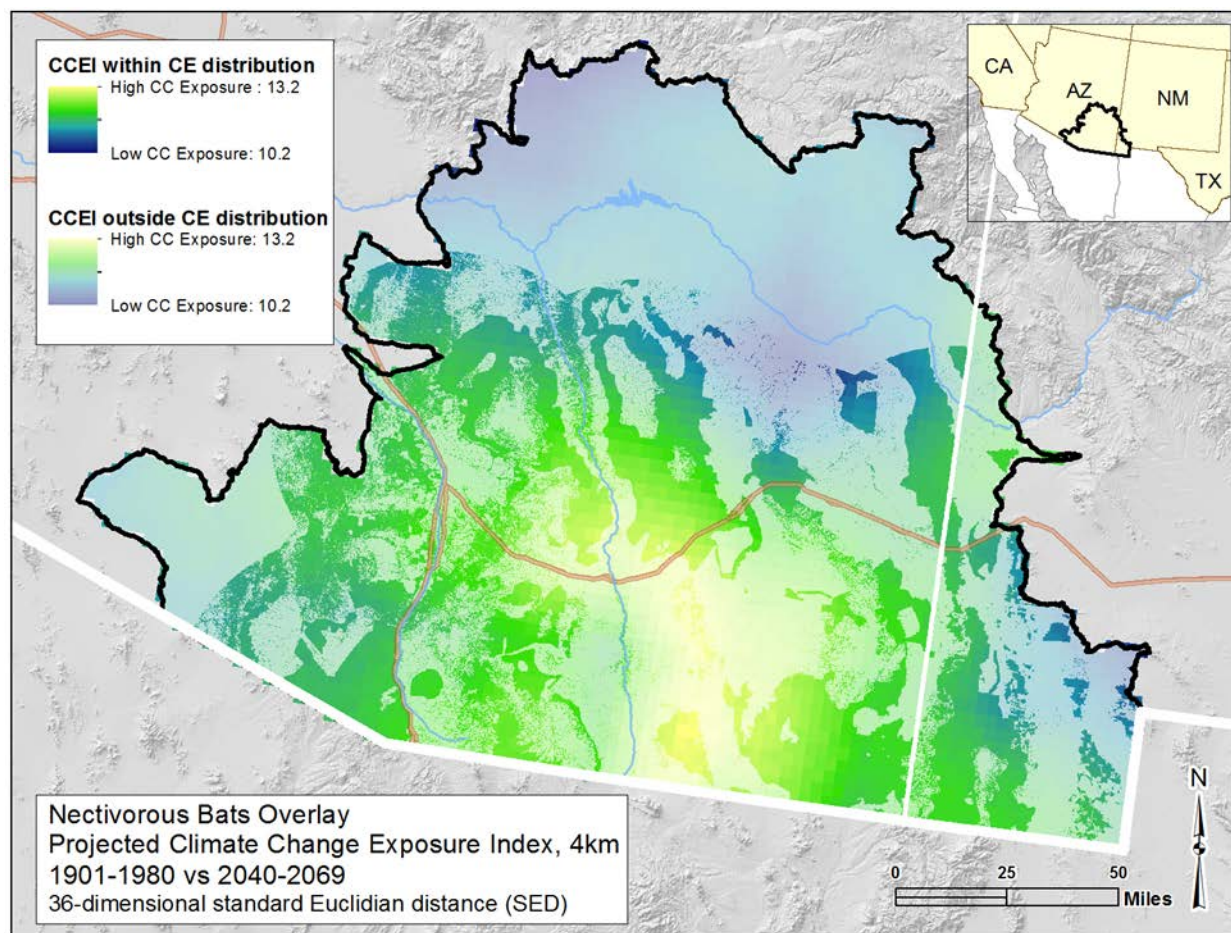 CCEI within CE distribution
High CC Exposure : 13.2
Low CC Exposure: 10.2
CCEI outside CE distribution
High CC Exposure: 13.2
Low CC Exposure: 10.2
CA
AZ
NM
TX
Nectivorous Bats Overlay
Projected Climate Change Exposure Index, 4km
1901-1980 vs 2040-2069
36-dimensional standard Euclidian distance (SED)
N
0 25 50
Miles